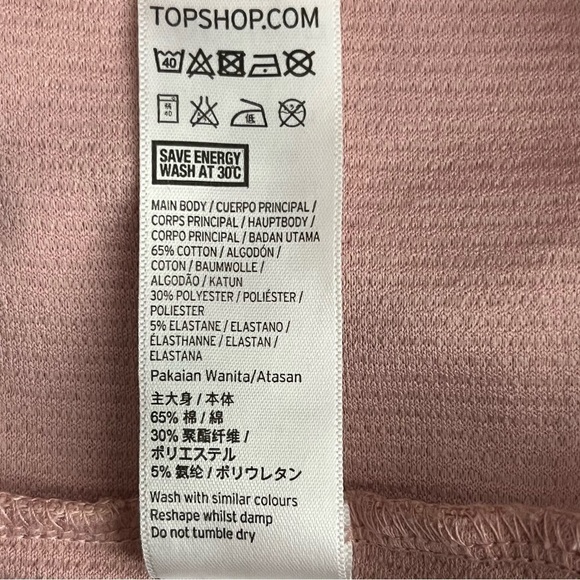 TOPSHOP.COM
40
弱
40
低
SAVE ENERGY
WASH AT 30°C
MAIN BODY / CUERPO PRINCIPAL /
CORPS PRINCIPAL / HAUPTBODY /
CORPO PRINCIPAL / BADAN UTAMA
65% COTTON / ALGODÓN /
COTON / BAUMWOLLE /
ALGODÃO / KATUN
30% POLYESTER / POLIÉSTER /
POLIESTER
5% ELASTANE / ELASTANO /
ÉLASTHANNE / ELASTAN /
ELASTANA
Pakaian Wanita/Atasan
主大身 / 本体
65% 棉 / 綿
30% 聚酯纤维 /
ポリエステル
5% 氨纶 / ポリウレタン
Wash with similar colours
Reshape whilst damp
Do not tumble dry